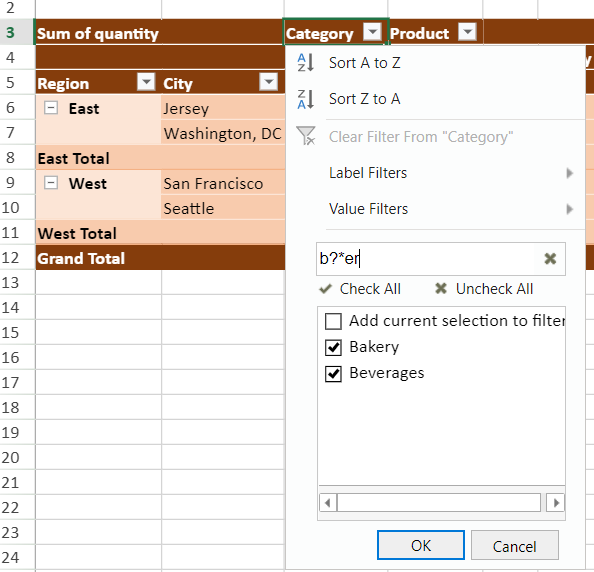 2
3 Sum of quantity Category Product
4 y
5 Region City
6 East Jersey
7 Washington, DC
8 East Total
9 West San Francisco
10 Seattle
11 West Total
12 Grand Total
13
14
15
16
17
18
19
20
21
22
23
24
A Z Sort A to Z
Z A Sort Z to A
Clear Filter From "Category"
Label Filters
Value Filters
b?*er
Check All Uncheck All
Add current selection to filter
Bakery
Beverages
OK Cancel